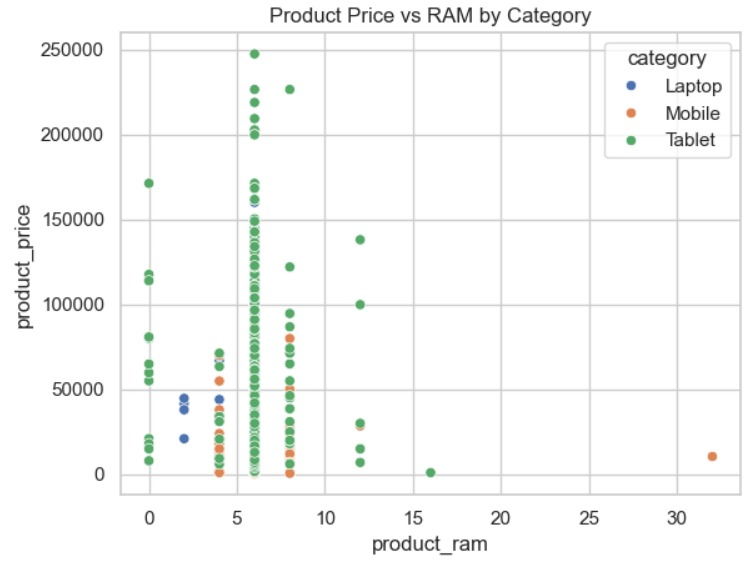 Product Price vs RAM by Category
250000
200000
150000
100000
50000
0
product_price
category
Laptop
Mobile
Tablet
0 5 10 15 20 25 30
product_ram